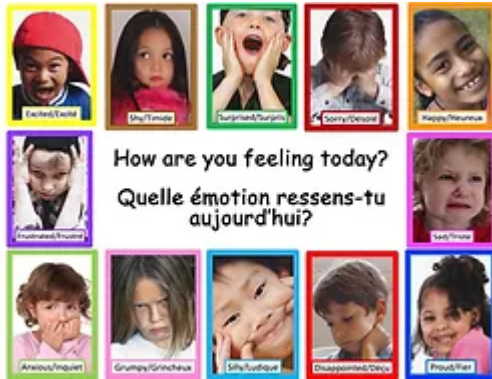 Excited/Excité
Shy/Timide
Surprised/Surpris
Sorry/Désolé
Happy/Heureux
How are you feeling today?
Quelle émotion ressens-tu
aujourd'hui?
Frustrated/Frustré
Sad/Triste
Anxious/Inquiet
Grumpy/Grincheux
Silly/Ludique
Disappointed/Déçu
Proud/Fier